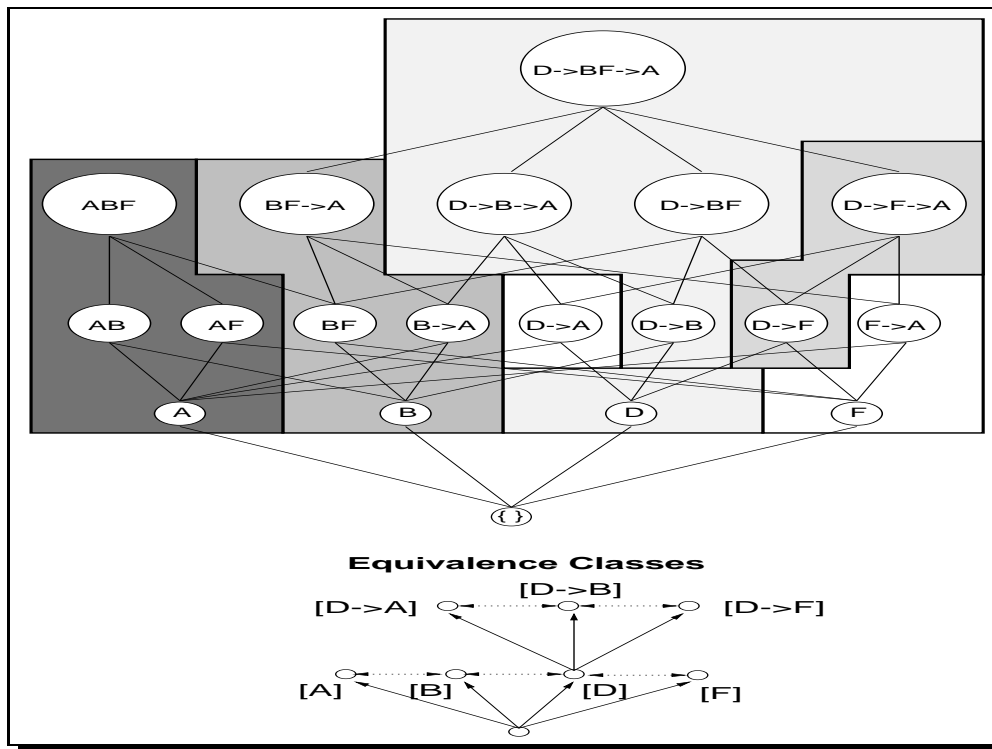 D->BF->A
ABF BF->A D->B->A D->BF D->F->A
AB AF BF B->A D->A D->B D->F F->A
A B D F
{ }
Equivalence Classes
[D->A] [D->B] [D->F]
[A] [B] [D] [F]